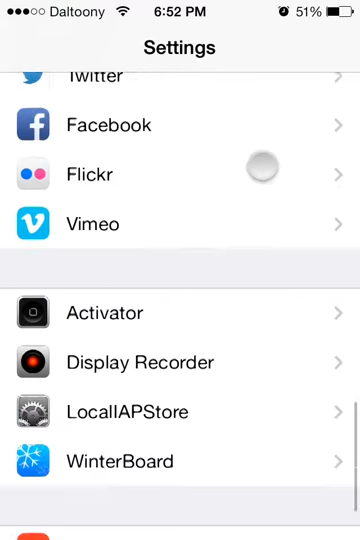 Daltoony 6:52 PM 51%
Settings
Twitter
Facebook
Flickr
Vimeo
Activator
Display Recorder
LocalIAPStore
WinterBoard